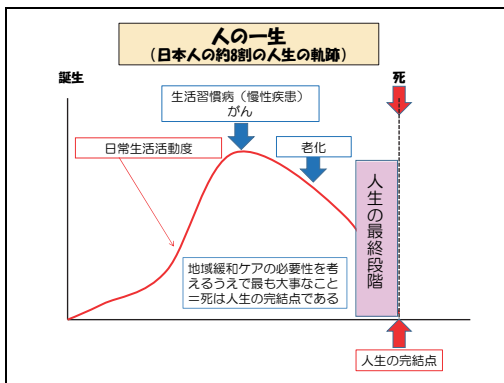 人の一生
(日本人の約8割の人生の軌跡)
誕生
死
生活習慣病（慢性疾患）
がん
日常生活活動度
老化
人生の最終段階
地域緩和ケアの必要性を考
えるうえで最も大事なこと
＝死は人生の完結点である
人生の完結点